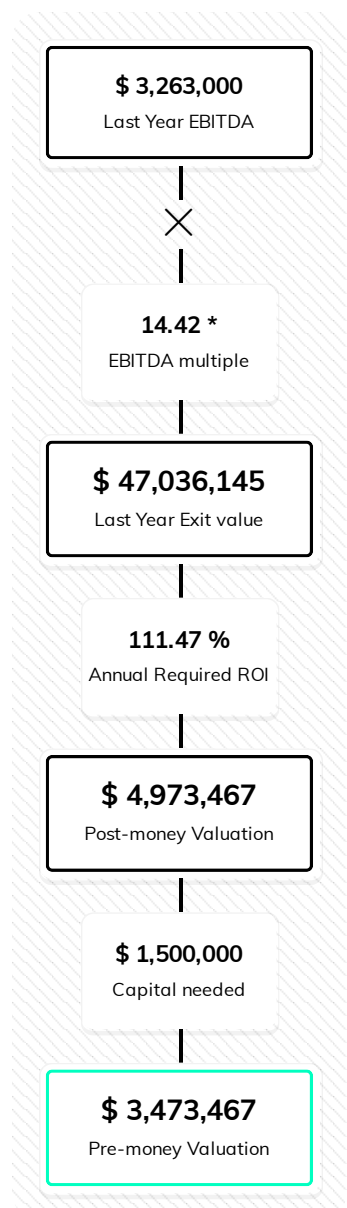 $ 3,263,000
Last Year EBITDA
14.42 *
EBITDA multiple
$ 47,036,145
Last Year Exit value
111.47 %
Annual Required ROI
$ 4,973,467
Post-money Valuation
$ 1,500,000
Capital needed
$ 3,473,467
Pre-money Valuation